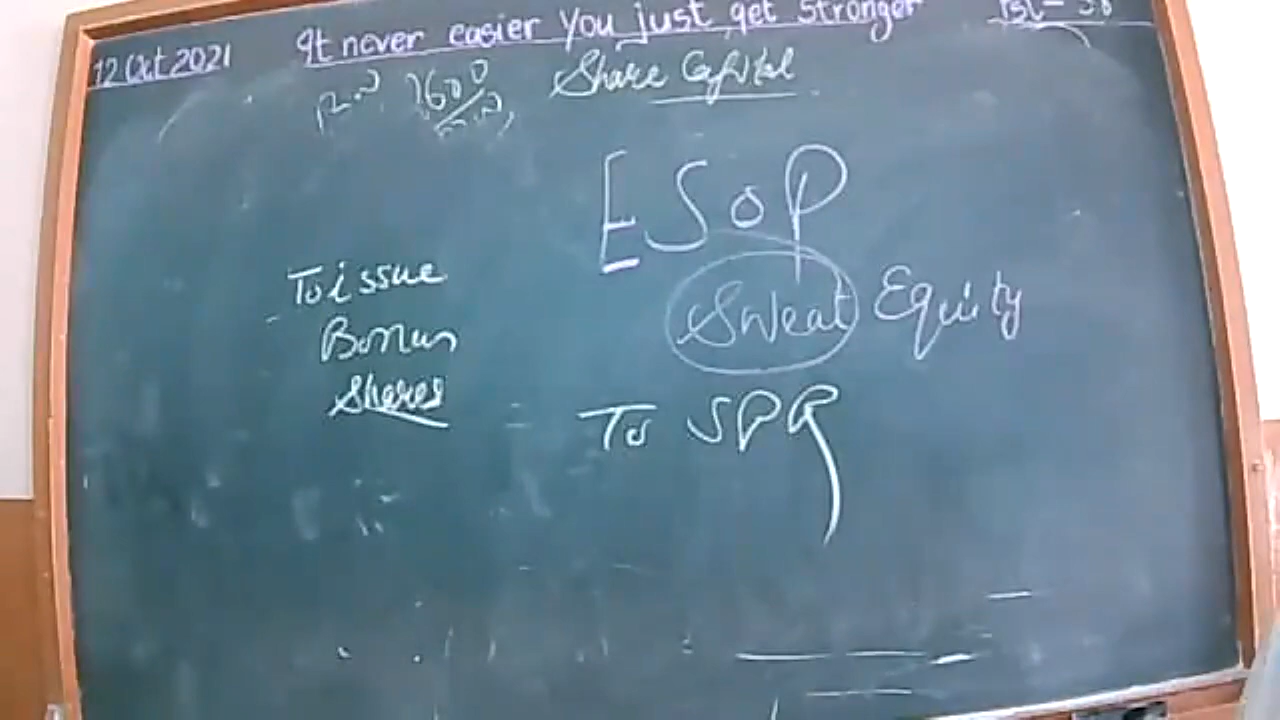 12 Oct 2021 It never easier You just get stronger
Share Capital
ESOP
Sweat Equity
To issue
Bonus
Shares
To SPR